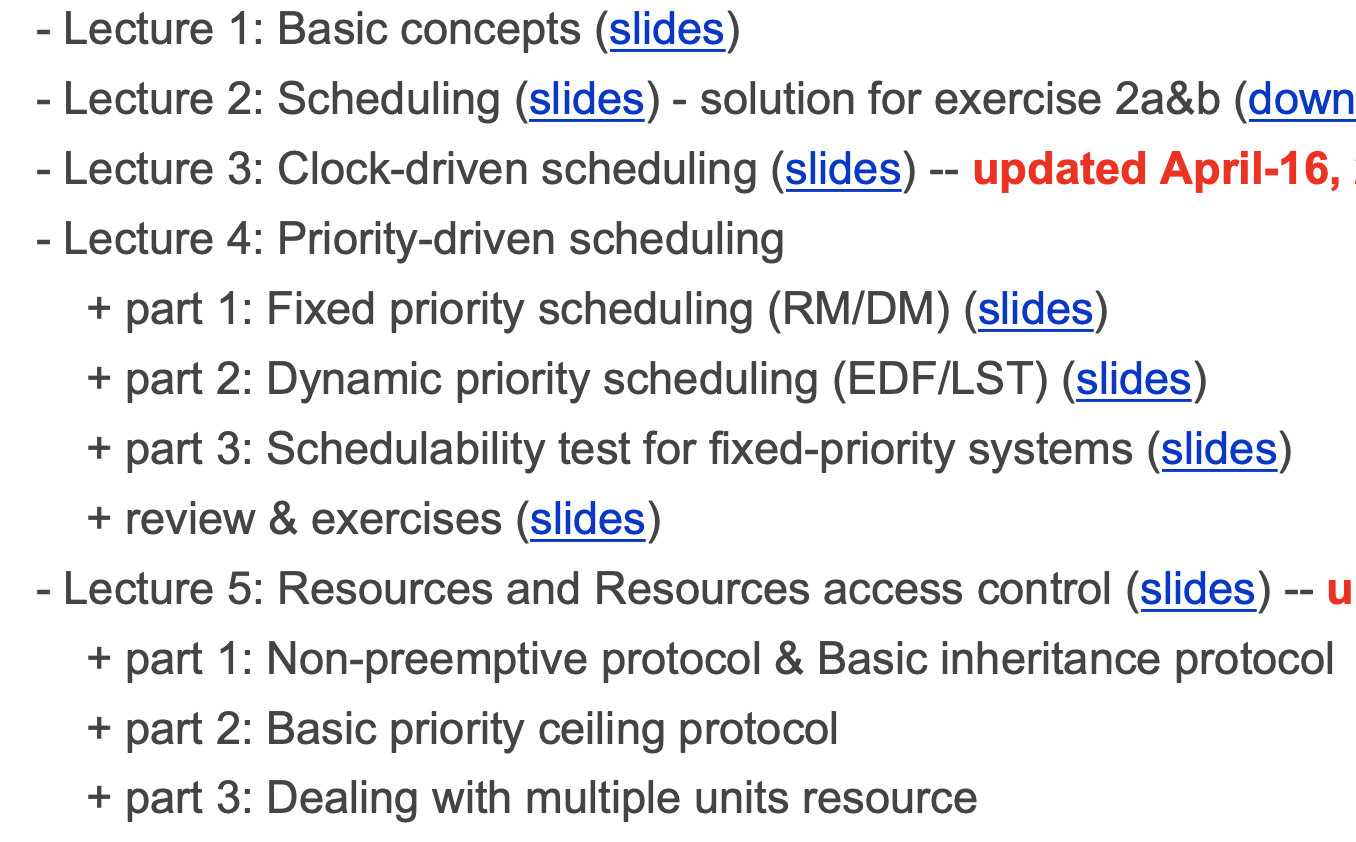 - Lecture 1: Basic concepts (slides)
- Lecture 2: Scheduling (slides) - solution for exercise 2a&b (down
- Lecture 3: Clock-driven scheduling (slides) -- updated April-16,
- Lecture 4: Priority-driven scheduling
+ part 1: Fixed priority scheduling (RM/DM) (slides)
+ part 2: Dynamic priority scheduling (EDF/LST) (slides)
+ part 3: Schedulability test for fixed-priority systems (slides)
+ review & exercises (slides)
- Lecture 5: Resources and Resources access control (slides) -- u
+ part 1: Non-preemptive protocol & Basic inheritance protocol
+ part 2: Basic priority ceiling protocol
+ part 3: Dealing with multiple units resource